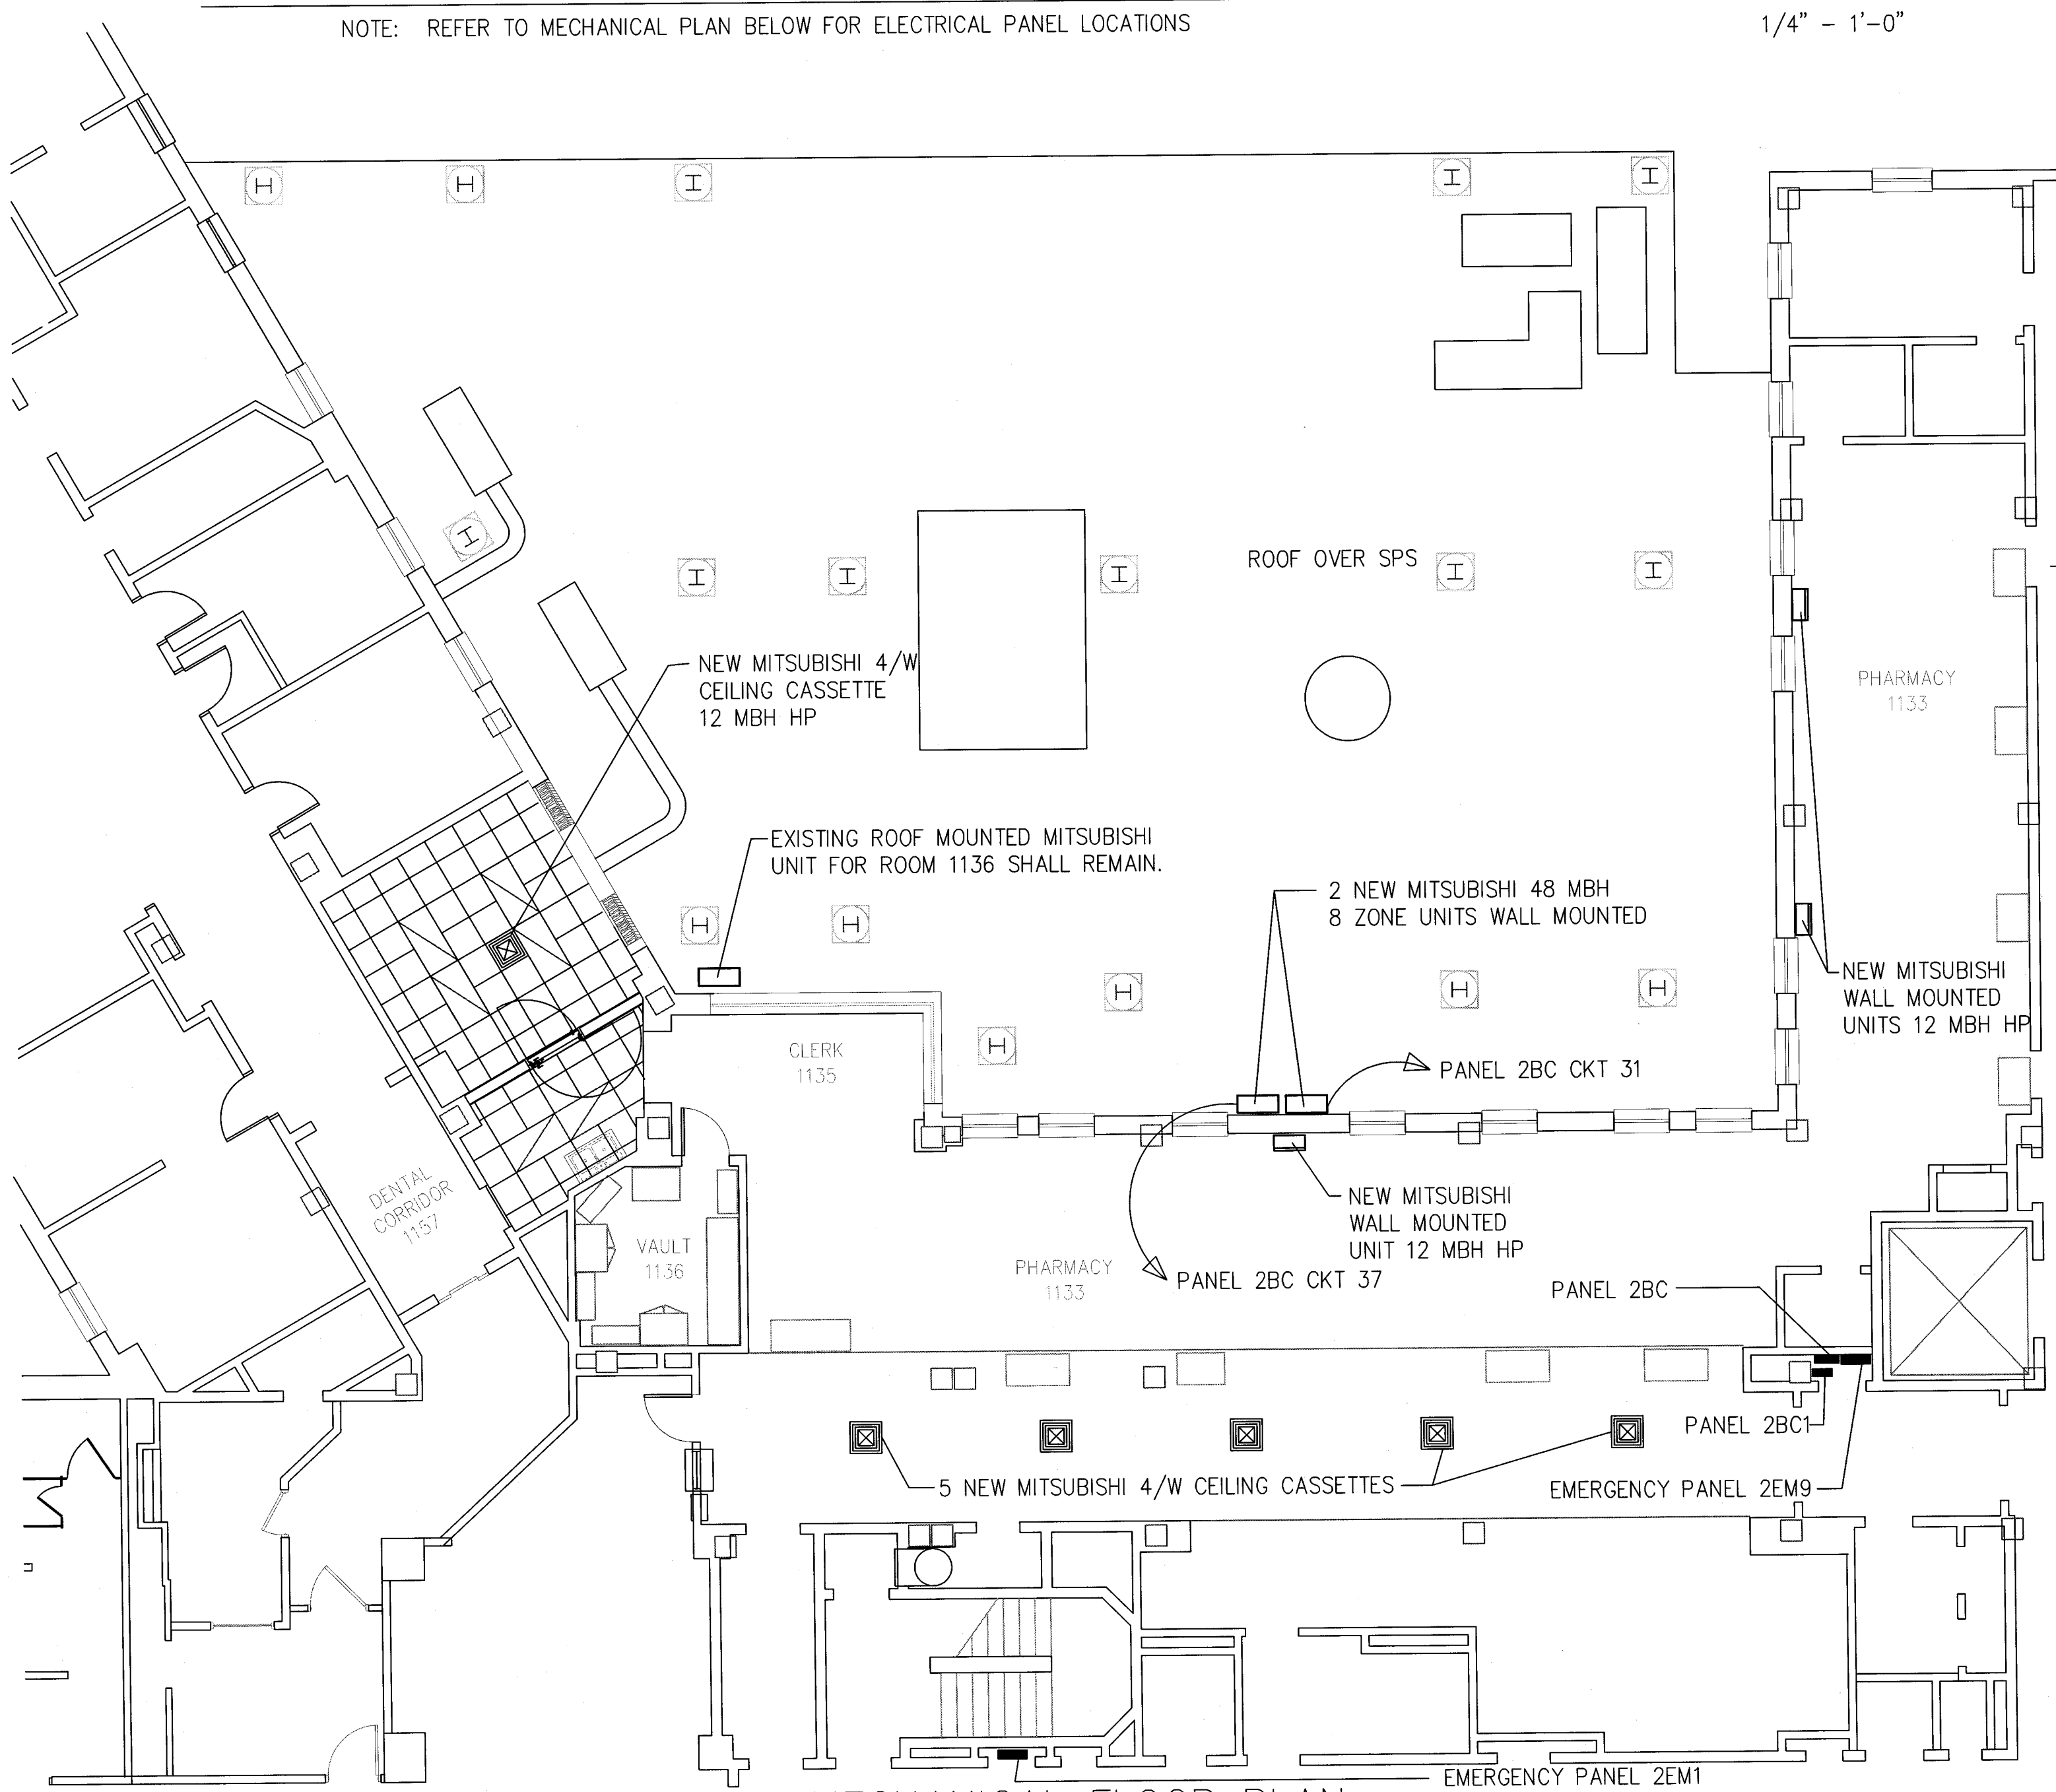 NOTE: REFER TO MECHANICAL PLAN BELOW FOR ELECTRICAL PANEL LOCATIONS
1/4" - 1'-0"
H
H
H
H
H
H
H
H
H
H
H
ROOF OVER SPS
NEW MITSUBISHI 4/W
CEILING CASSETTE
12 MBH HP
PHARMACY
1133
EXISTING ROOF MOUNTED MITSUBISHI
UNIT FOR ROOM 1136 SHALL REMAIN.
2 NEW MITSUBISHI 48 MBH
8 ZONE UNITS WALL MOUNTED
H
H
H
H
H
H
NEW MITSUBISHI
WALL MOUNTED
UNITS 12 MBH HP
CLERK
1135
PANEL 2BC CKT 31
DENTAL
CORRIDOR
1157
NEW MITSUBISHI
WALL MOUNTED
UNIT 12 MBH HP
VAULT
1136
PHARMACY
1133
PANEL 2BC CKT 37
PANEL 2BC
PANEL 2BC1
5 NEW MITSUBISHI 4/W CEILING CASSETTES
EMERGENCY PANEL 2EM9
EMERGENCY PANEL 2EM1
FLOOR PLAN